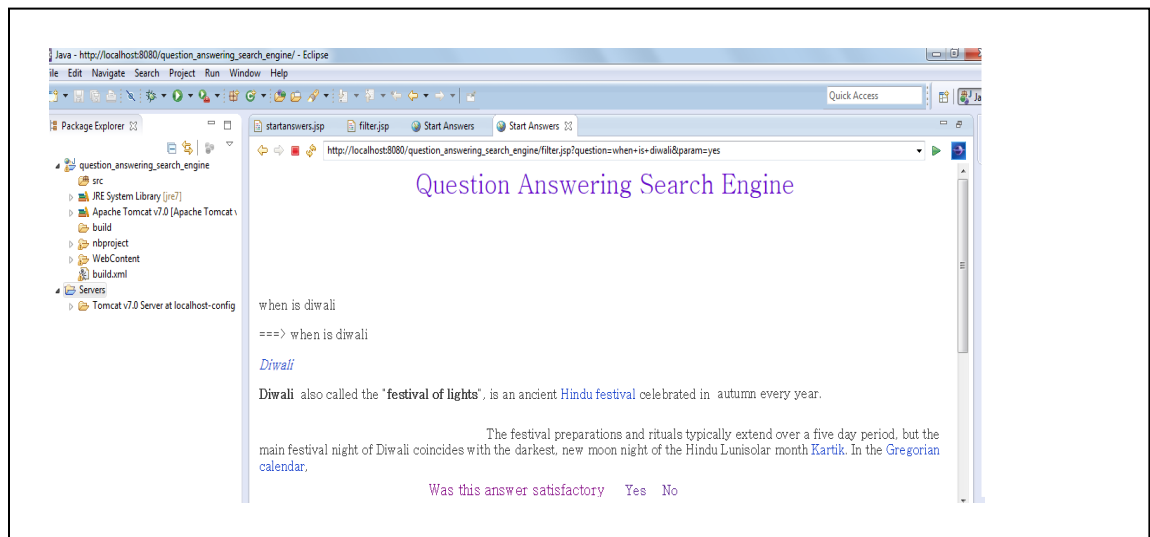 Java - http://localhost:8080/question_answering_search_engine/ - Eclipse
ile Edit Navigate Search Project Run Window Help
Quick Access
Ja
Package Explorer
startanswers.jsp filter.jsp Start Answers Start Answers
http://localhost:8080/question_answering_search_engine/filter.jsp?question=when+is+diwali&param=yes
question_answering_search_engine
src
JRE System Library [jre7]
Apache Tomcat v7.0 [Apache Tomcat v
build
nbproject
WebContent
build.xml
Servers
Tomcat v7.0 Server at localhost-config
Question Answering Search Engine
when is diwali
===> when is diwali
Diwali
Diwali also called the "festival of lights", is an ancient Hindu festival celebrated in autumn every year.
The festival preparations and rituals typically extend over a five day period, but the
main festival night of Diwali coincides with the darkest, new moon night of the Hindu Lunisolar month Kartik. In the Gregorian
calendar,
Was this answer satisfactory Yes No